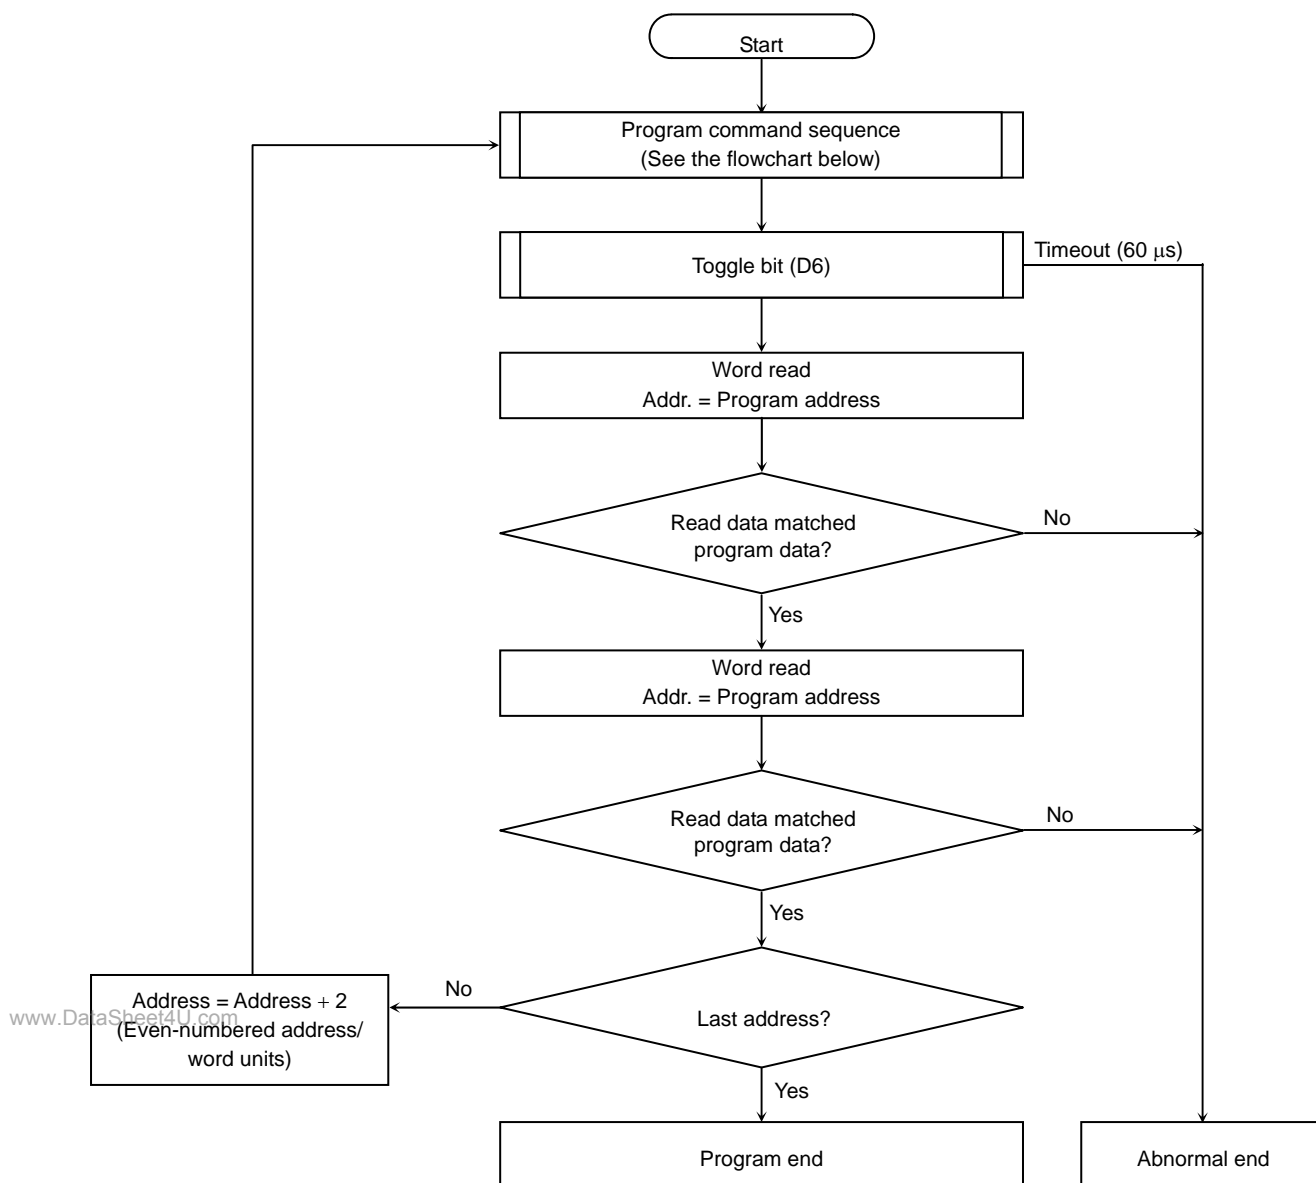 Start
Program command sequence
(See the flowchart below)
Toggle bit (D6)
Timeout (60 μs)
Word read
Addr. = Program address
Read data matched
program data?
No
Yes
Word read
Addr. = Program address
Read data matched
program data?
No
Yes
Last address?
No
Address = Address + 2
(Even-numbered address/
word units)
www.DataSheet4U.com
Yes
Program end
Abnormal end